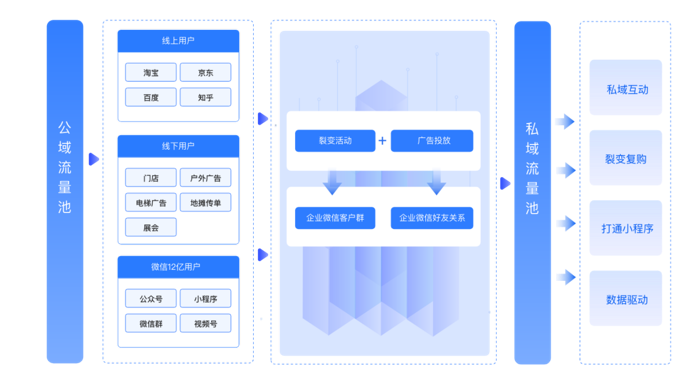 公域流量池
线上用户
淘宝
京东
百度
知乎
线下用户
门店
户外广告
电梯广告
地摊传单
展会
微信12亿用户
公众号
小程序
微信群
视频号
裂变活动
+
广告投放
企业微信客户群
企业微信好友关系
私域流量池
私域互动
裂变复购
打通小程序
数据驱动